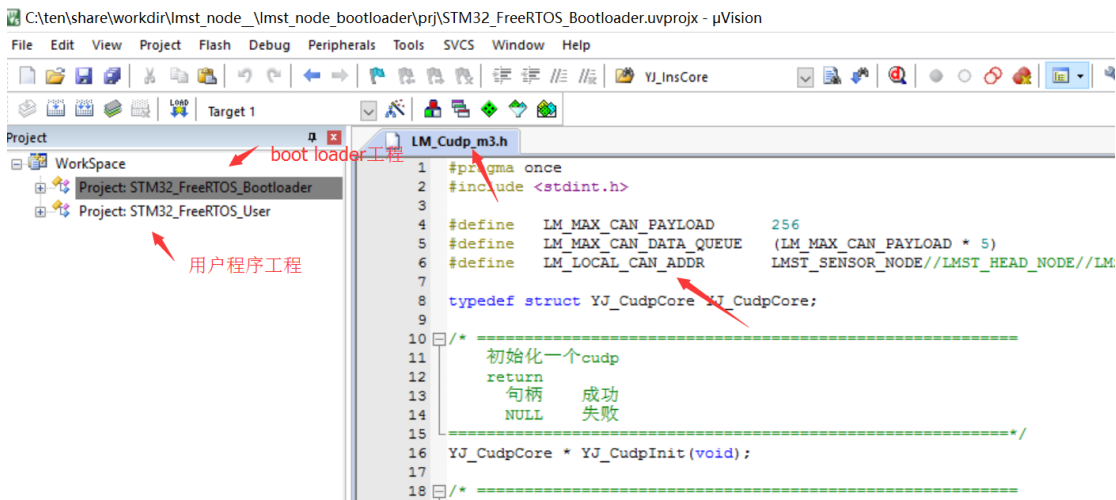 C:\ten\share\workdir\lmst_node__\lmst_node_bootloader\prj\STM32_FreeRTOS_Bootloader.uvprojx - µVision
File Edit View Project Flash Debug Peripherals Tools SVCS Window Help
YJ_InsCore
LOAD
Target 1
Project
LM_Cudp_m3.h
WorkSpace
boot loader工程
Project: STM32_FreeRTOS_Bootloader
Project: STM32_FreeRTOS_User
用户程序工程
1 #pragma once
2 #include <stdint.h>
3
4 #define LM_MAX_CAN_PAYLOAD 256
5 #define LM_MAX_CAN_DATA_QUEUE (LM_MAX_CAN_PAYLOAD * 5)
6 #define LM_LOCAL_CAN_ADDR LMST_SENSOR_NODE//LMST_HEAD_NODE//LMS
7
8 typedef struct YJ_CudpCore YJ_CudpCore;
9
10 /* =========================================================
11 初始化一个cudp
12 return
13 句柄 成功
14 NULL 失败
15 ===========================================================*/
16 YJ_CudpCore * YJ_CudpInit(void);
17
18 /* =========================================================